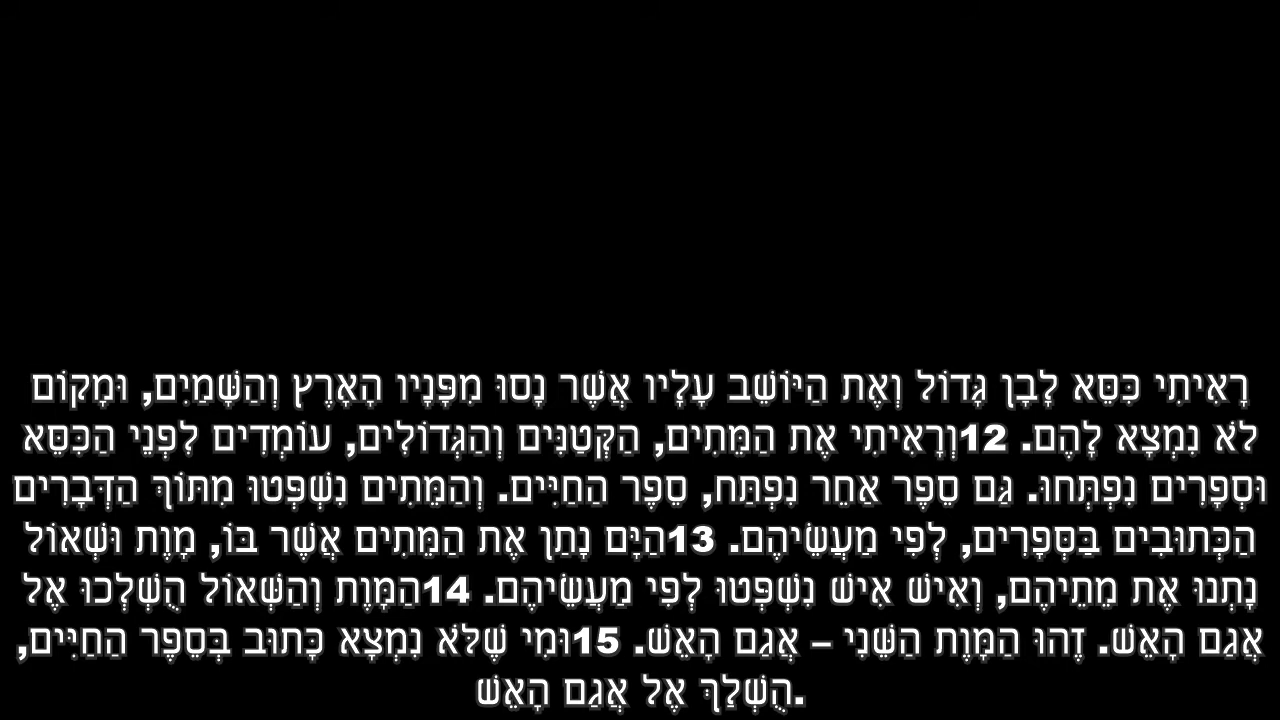 רָאִיתִי כִּסֵּא לָבָן גָּדוֹל וְאֶת הַיּוֹשֵׁב עָלָיו אֲשֶׁר נָסוּ מִפָּנָיו הָאָרֶץ וְהַשָּׁמַיִם, וּמָקוֹם
לֹא נִמְצָא לָהֶם. 12וְרָאִיתִי אֶת הַמֵּתִים, הַקְּטַנִּים וְהַגְּדוֹלִים, עוֹמְדִים לִפְנֵי הַכִּסֵּא
וּסְפָרִים נִפְתְּחוּ. גַּם סֵפֶר אַחֵר נִפְתַּח, סֵפֶר הַחַיִּים. וְהַמֵּתִים נִשְׁפְּטוּ מִתּוֹךְ הַדְּבָרִים
הַכְּתוּבִים בַּסְּפָרִים, לְפִי מַעֲשֵׂיהֶם. 13הַיָּם נָתַן אֶת הַמֵּתִים אֲשֶׁר בּוֹ, מָוֶת וּשְׁאוֹל
נָתְנוּ אֶת מֵתֵיהֶם, וְאִישׁ אִישׁ נִשְׁפְּטוּ לְפִי מַעֲשֵׂיהֶם. 14הַמָּוֶת וְהַשְּׁאוֹל הֻשְׁלְכוּ אֶל
אֲגַם הָאֵשׁ. זֶהוּ הַמָּוֶת הַשֵּׁנִי – אֲגַם הָאֵשׁ. 15וּמִי שֶׁלֹּא נִמְצָא כָּתוּב בְּסֵפֶר הַחַיִּים,
הֻשְׁלַךְ אֶל אֲגַם הָאֵשׁ.